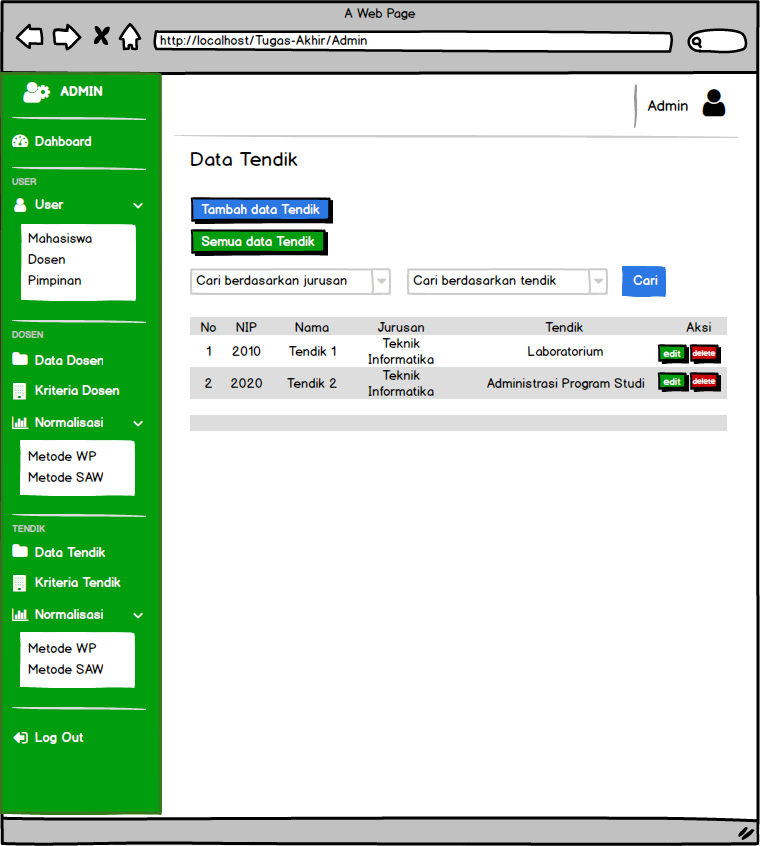 A Web Page
http://localhost/Tugas-Akhir/Admin
ADMIN
Admin
Dahboard
USER
User
Mahasiswa
Dosen
Pimpinan
DOSEN
Data Dosen
Kriteria Dosen
Normalisasi
Metode WP
Metode SAW
TENDIK
Data Tendik
Kriteria Tendik
Normalisasi
Metode WP
Metode SAW
Log Out
Data Tendik
Tambah data Tendik
Semua data Tendik
Cari berdasarkan jurusan
Cari berdasarkan tendik
Cari
No NIP Nama Jurusan Tendik Aksi
1 2010 Tendik 1 Teknik Informatika Laboratorium edit delete
2 2020 Tendik 2 Teknik Informatika Administrasi Program Studi edit delete